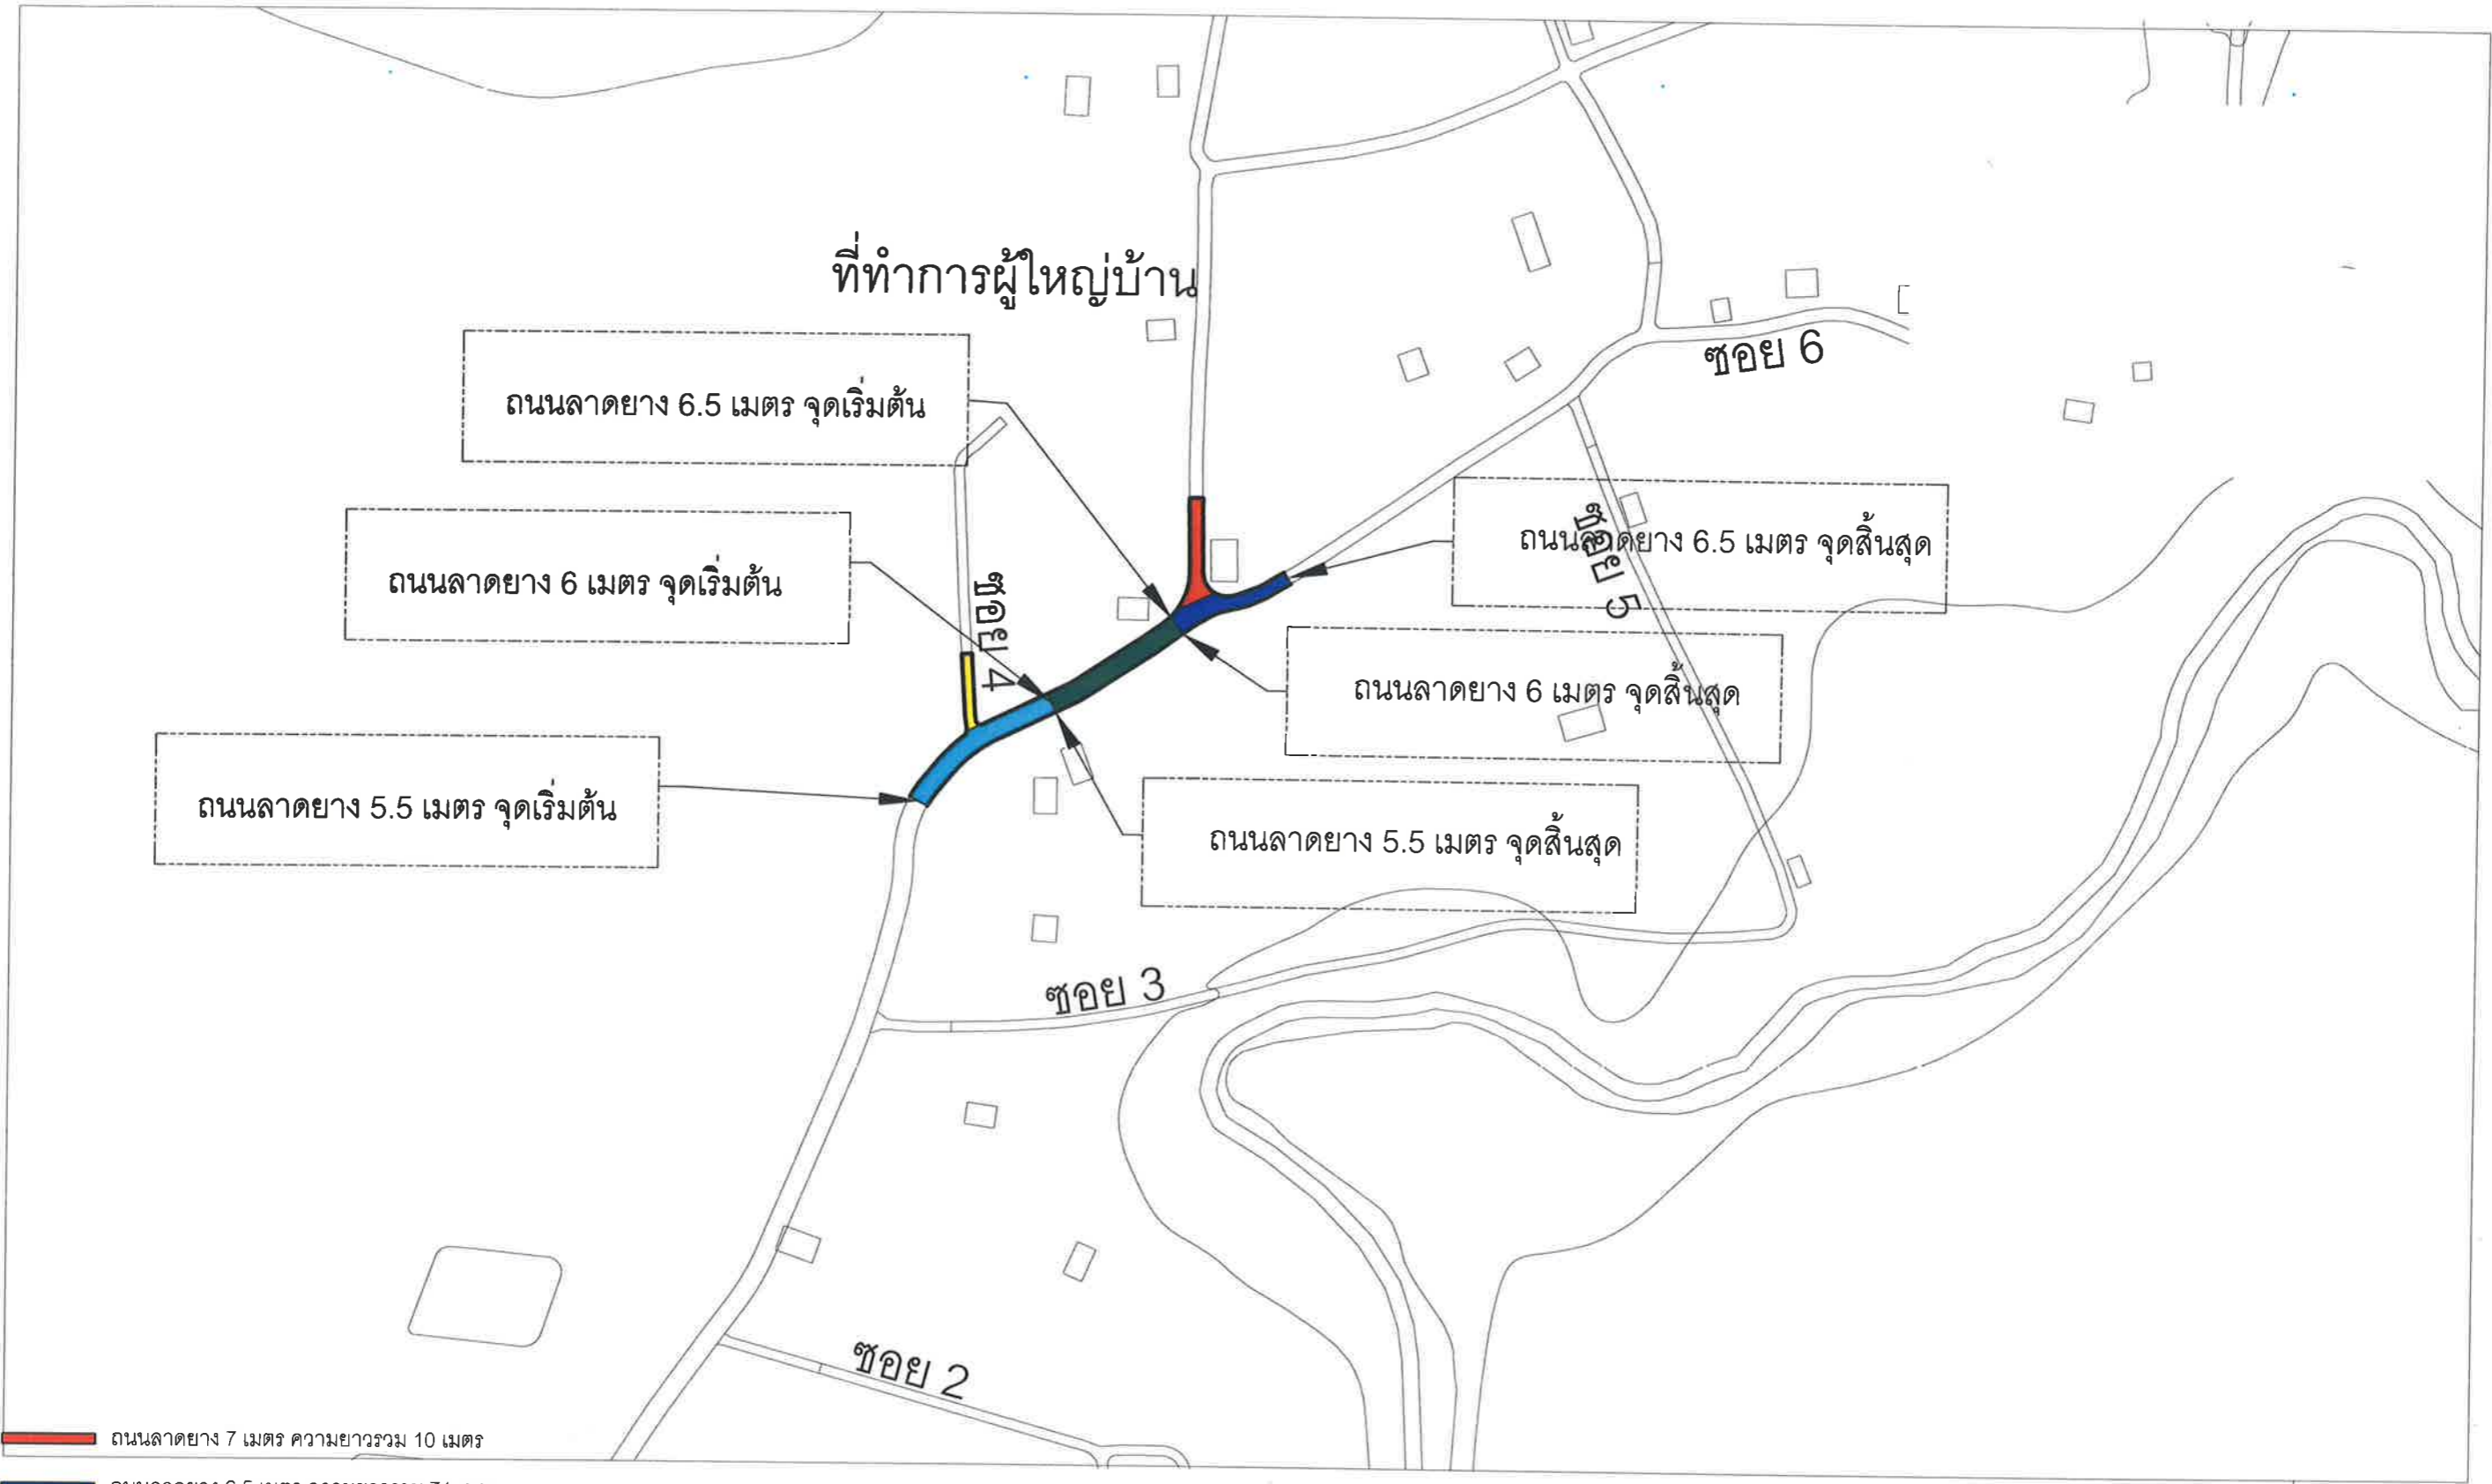 ที่ทำการผู้ใหญ่บ้าน
ซอย 6
ถนนลาดยาง 6.5 เมตร จุดเริ่มต้น
ถนนลาดยาง 6.5 เมตร จุดสิ้นสุด
ซอย 5
ถนนลาดยาง 6 เมตร จุดเริ่มต้น
ซอย 4
ถนนลาดยาง 6 เมตร จุดสิ้นสุด
ถนนลาดยาง 5.5 เมตร จุดเริ่มต้น
ถนนลาดยาง 5.5 เมตร จุดสิ้นสุด
ซอย 3
ซอย 2
ถนนลาดยาง 7 เมตร ความยาวรวม 10 เมตร